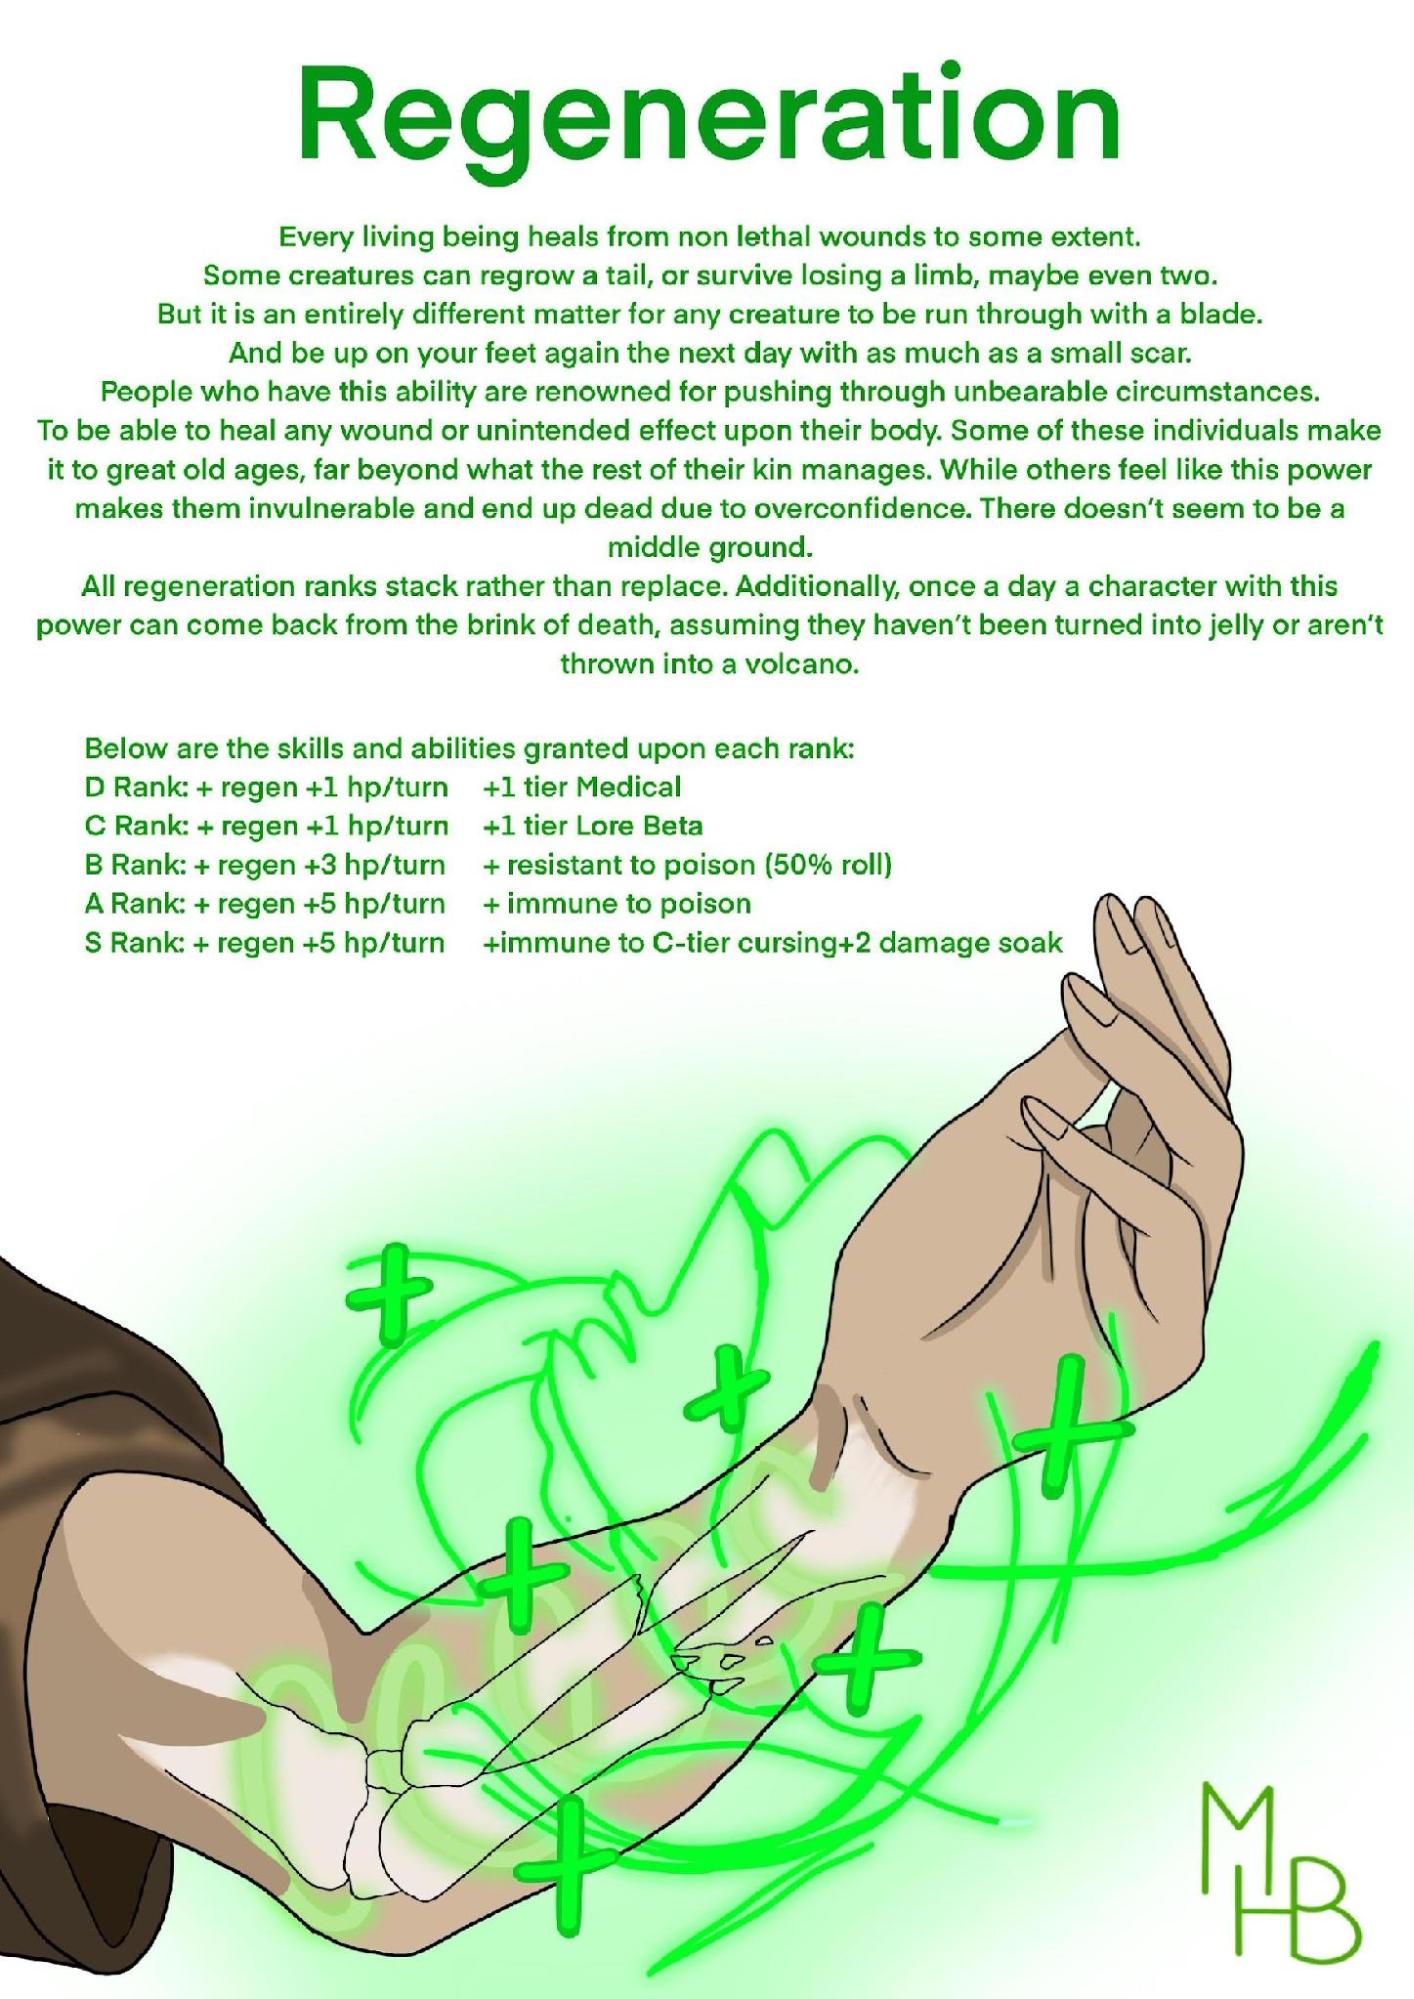 Regeneration
Every living being heals from non lethal wounds to some extent.
Some creatures can regrow a tail, or survive losing a limb, maybe even two.
But it is an entirely different matter for any creature to be run through with a blade.
And be up on your feet again the next day with as much as a small scar.
People who have this ability are renowned for pushing through unbearable circumstances.
To be able to heal any wound or unintended effect upon their body. Some of these individuals make
it to great old ages, far beyond what the rest of their kin manages. While others feel like this power
makes them invulnerable and end up dead due to overconfidence. There doesn't seem to be a
middle ground.
All regeneration ranks stack rather than replace. Additionally, once a day a character with this
power can come back from the brink of death, assuming they haven't been turned into jelly or aren't
thrown into a volcano.
Below are the skills and abilities granted upon each rank:
D Rank: + regen +1 hp/turn +1 tier Medical
C Rank: + regen +1 hp/turn +1 tier Lore Beta
B Rank: + regen +3 hp/turn + resistant to poison (50% roll)
A Rank: + regen +5 hp/turn + immune to poison
S Rank: + regen +5 hp/turn +immune to C-tier cursing+2 damage soak
MHB